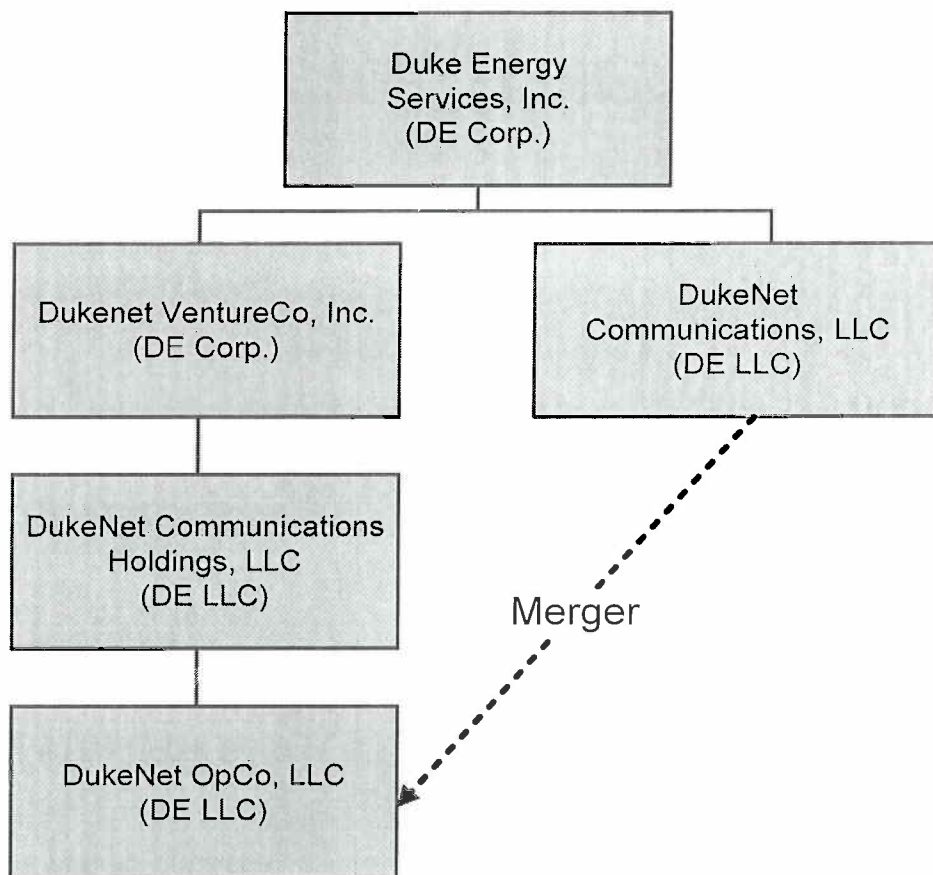 Duke Energy
Services, Inc.
(DE Corp.)
Dukenet VentureCo, Inc.
(DE Corp.)
DukeNet
Communications, LLC
(DE LLC)
DukeNet Communications
Holdings, LLC
(DE LLC)
Merger
DukeNet OpCo, LLC
(DE LLC)